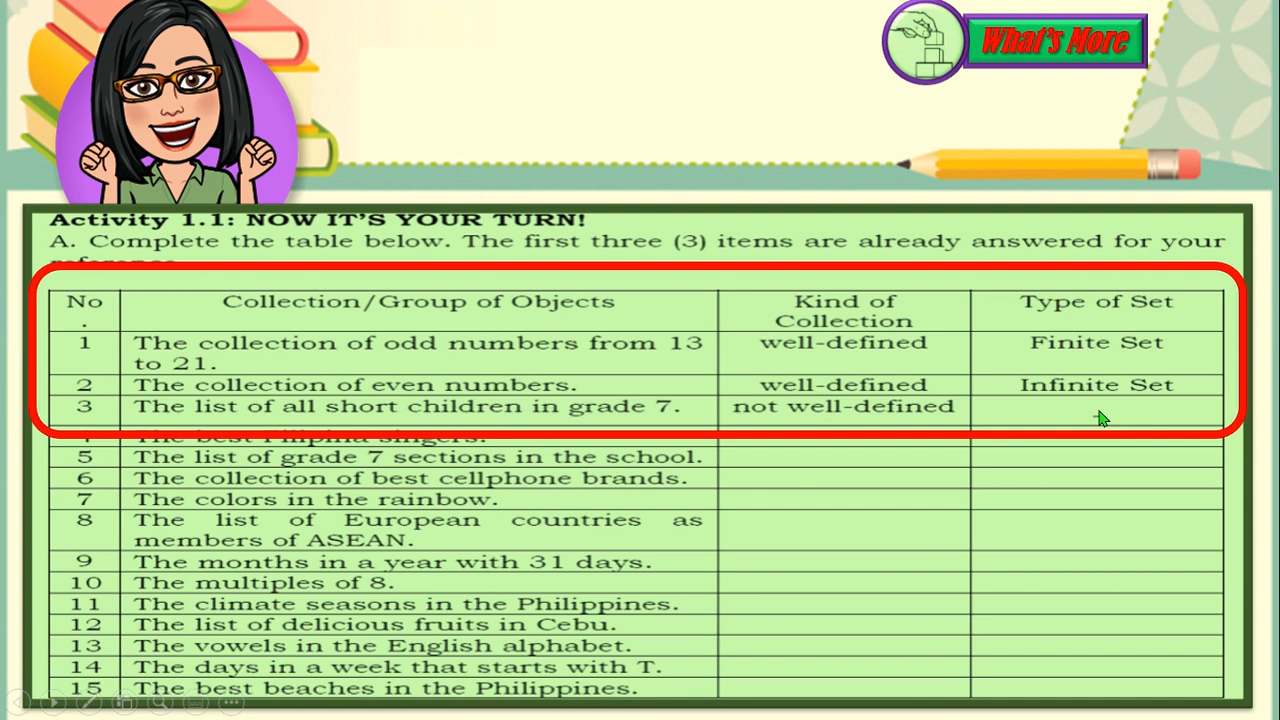 What's More
Activity 1.1: NOW IT'S YOUR TURN!
A. Complete the table below. The first three (3) items are already answered for your
reference.
No Collection/Group of Objects Kind of Type of Set
. Collection
1 The collection of odd numbers from 13 well-defined Finite Set
to 21.
2 The collection of even numbers. well-defined Infinite Set
3 The list of all short children in grade 7. not well-defined -
4 The best Filipina singers.
5 The list of grade 7 sections in the school.
6 The collection of best cellphone brands.
7 The colors in the rainbow.
8 The list of European countries as
members of ASEAN.
9 The months in a year with 31 days.
10 The multiples of 8.
11 The climate seasons in the Philippines.
12 The list of delicious fruits in Cebu.
13 The vowels in the English alphabet.
14 The days in a week that starts with T.
15 The best beaches in the Philippines.